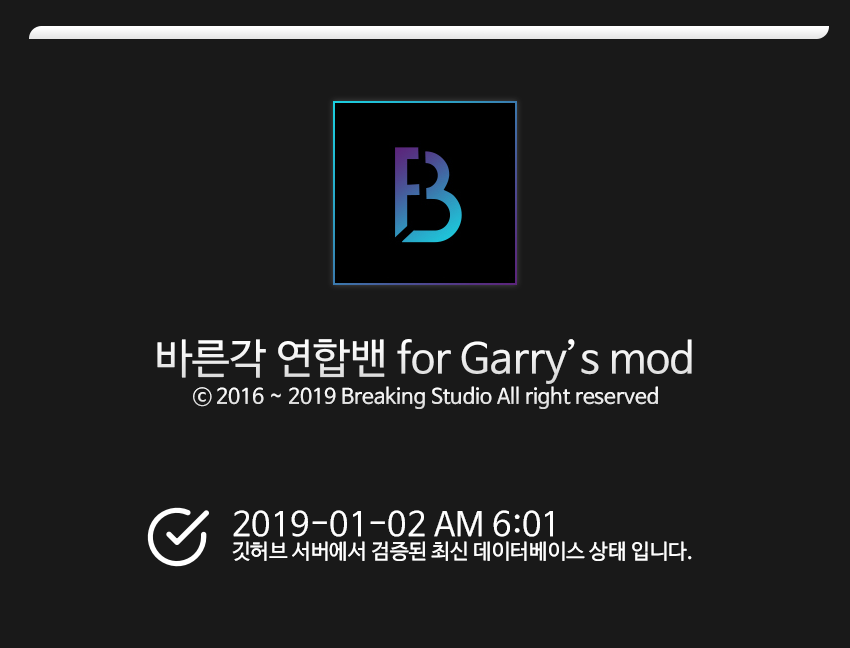 B
바른각 연합밴 for Garry's mod
ⓒ 2016 ~ 2019 Breaking Studio All right reserved
2019-01-02 AM 6:01
깃허브 서버에서 검증된 최신 데이터베이스 상태 입니다.